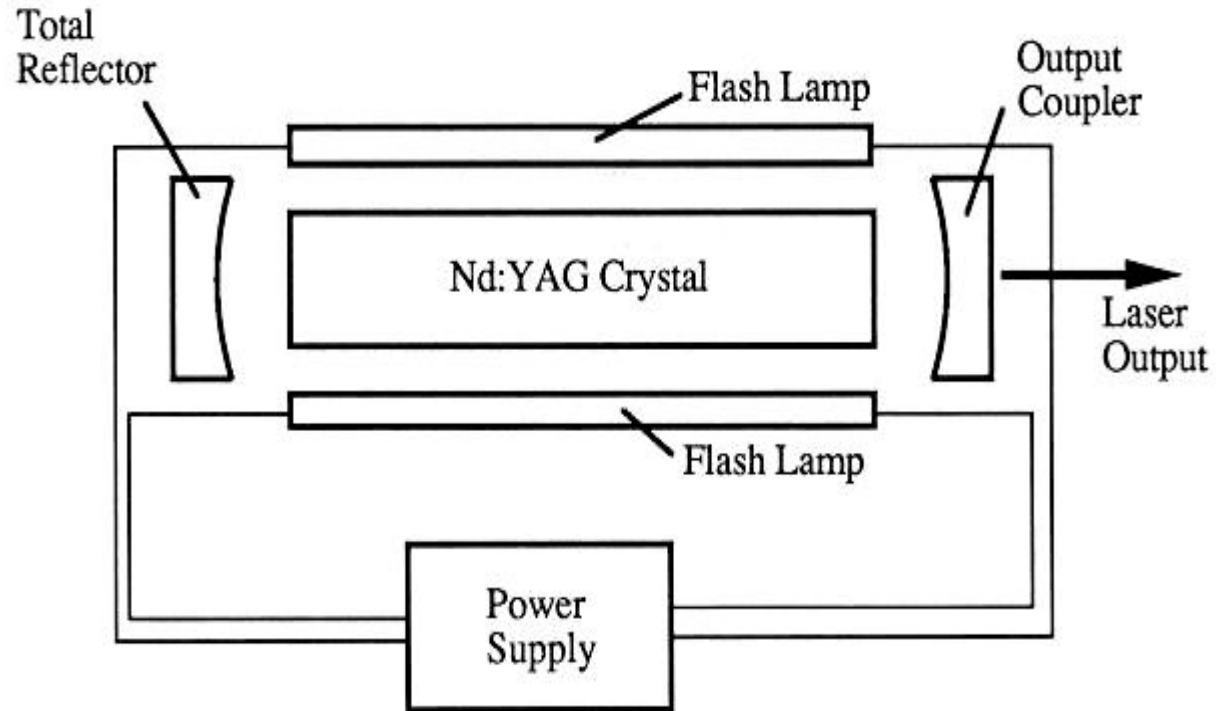 Total
Reflector
Flash Lamp
Output
Coupler
Nd:YAG Crystal
Laser
Output
Flash Lamp
Power
Supply